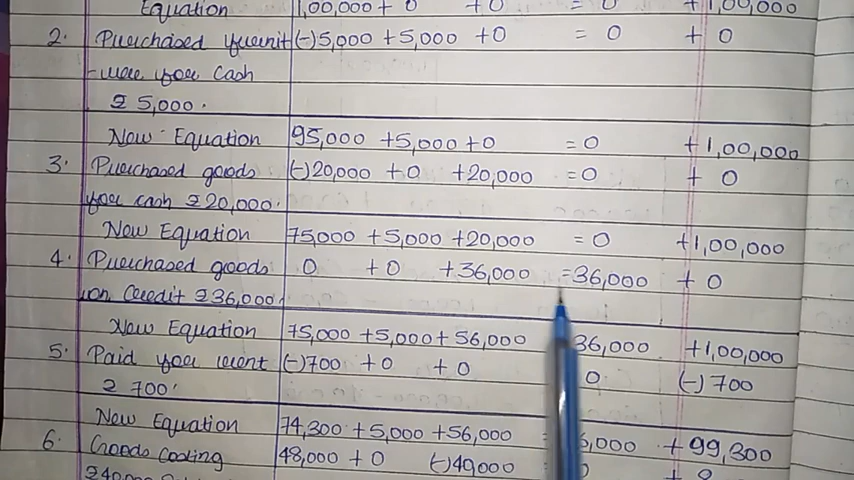 Equation 1,00,000 + 0 + 0 = 0 + 1,00,000
2. Purchased furnit (-)5,000 + 5,000 + 0 = 0 + 0
-ure for cash
₹ 5,000.
New Equation 95,000 + 5,000 + 0 = 0 + 1,00,000
3. Purchased goods (-)20,000 + 0 + 20,000 = 0 + 0
for cash ₹ 20,000.
New Equation 75,000 + 5,000 + 20,000 = 0 + 1,00,000
4. Purchased goods 0 + 0 + 36,000 = 36,000 + 0
on Credit ₹ 36,000.
New Equation 75,000 + 5,000 + 56,000 36,000 + 1,00,000
5. Paid for rent (-)700 + 0 + 0 0 (-)700
₹ 700.
New Equation 74,300 + 5,000 + 56,000 = 6,000 + 99,300
6. Goods Costing 48,000 + 0 (-)40,000 0 +
₹40,000